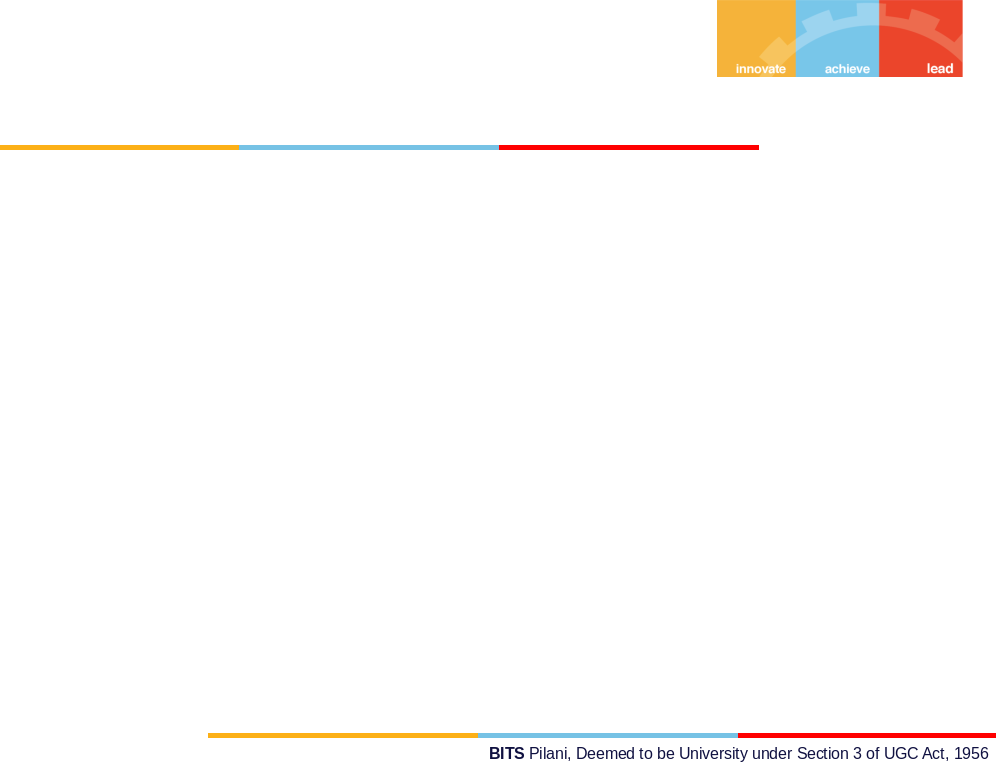 innovate achieve lead
BITS Pilani, Deemed to be University under Section 3 of UGC Act, 1956